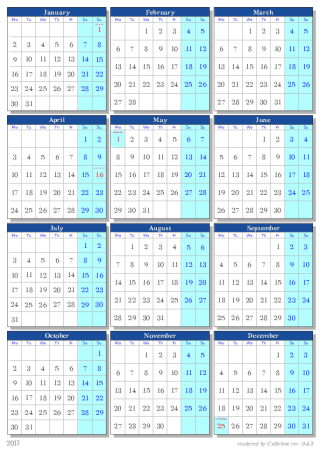 January
Mo Tu We Th Fr Sa Su
1
2 3 4 5 6 7 8
9 10 11 12 13 14 15
16 17 18 19 20 21 22
23 24 25 26 27 28 29
30 31
February
Mo Tu We Th Fr Sa Su
1 2 3 4 5
6 7 8 9 10 11 12
13 14 15 16 17 18 19
20 21 22 23 24 25 26
27 28
March
Mo Tu We Th Fr Sa Su
1 2 3 4 5
6 7 8 9 10 11 12
13 14 15 16 17 18 19
20 21 22 23 24 25 26
27 28 29 30 31
April
Mo Tu We Th Fr Sa Su
1 2
3 4 5 6 7 8 9
10 11 12 13 14 15 16
17 18 19 20 21 22 23
24 25 26 27 28 29 30
May
Mo Tu We Th Fr Sa Su
1 2 3 4 5 6 7
8 9 10 11 12 13 14
15 16 17 18 19 20 21
22 23 24 25 26 27 28
29 30 31
June
Mo Tu We Th Fr Sa Su
1 2 3 4
5 6 7 8 9 10 11
12 13 14 15 16 17 18
19 20 21 22 23 24 25
26 27 28 29 30
July
Mo Tu We Th Fr Sa Su
1 2
3 4 5 6 7 8 9
10 11 12 13 14 15 16
17 18 19 20 21 22 23
24 25 26 27 28 29 30
31
August
Mo Tu We Th Fr Sa Su
1 2 3 4 5 6
7 8 9 10 11 12 13
14 15 16 17 18 19 20
21 22 23 24 25 26 27
28 29 30 31
September
Mo Tu We Th Fr Sa Su
1 2 3
4 5 6 7 8 9 10
11 12 13 14 15 16 17
18 19 20 21 22 23 24
25 26 27 28 29 30
October
Mo Tu We Th Fr Sa Su
1
2 3 4 5 6 7 8
9 10 11 12 13 14 15
16 17 18 19 20 21 22
23 24 25 26 27 28 29
30 31
November
Mo Tu We Th Fr Sa Su
1 2 3 4 5
6 7 8 9 10 11 12
13 14 15 16 17 18 19
20 21 22 23 24 25 26
27 28 29 30
December
Mo Tu We Th Fr Sa Su
1 2 3
4 5 6 7 8 9 10
11 12 13 14 15 16 17
18 19 20 21 22 23 24
25 26 27 28 29 30 31
2017
rendered by Callirhoe ver. 0.4.3